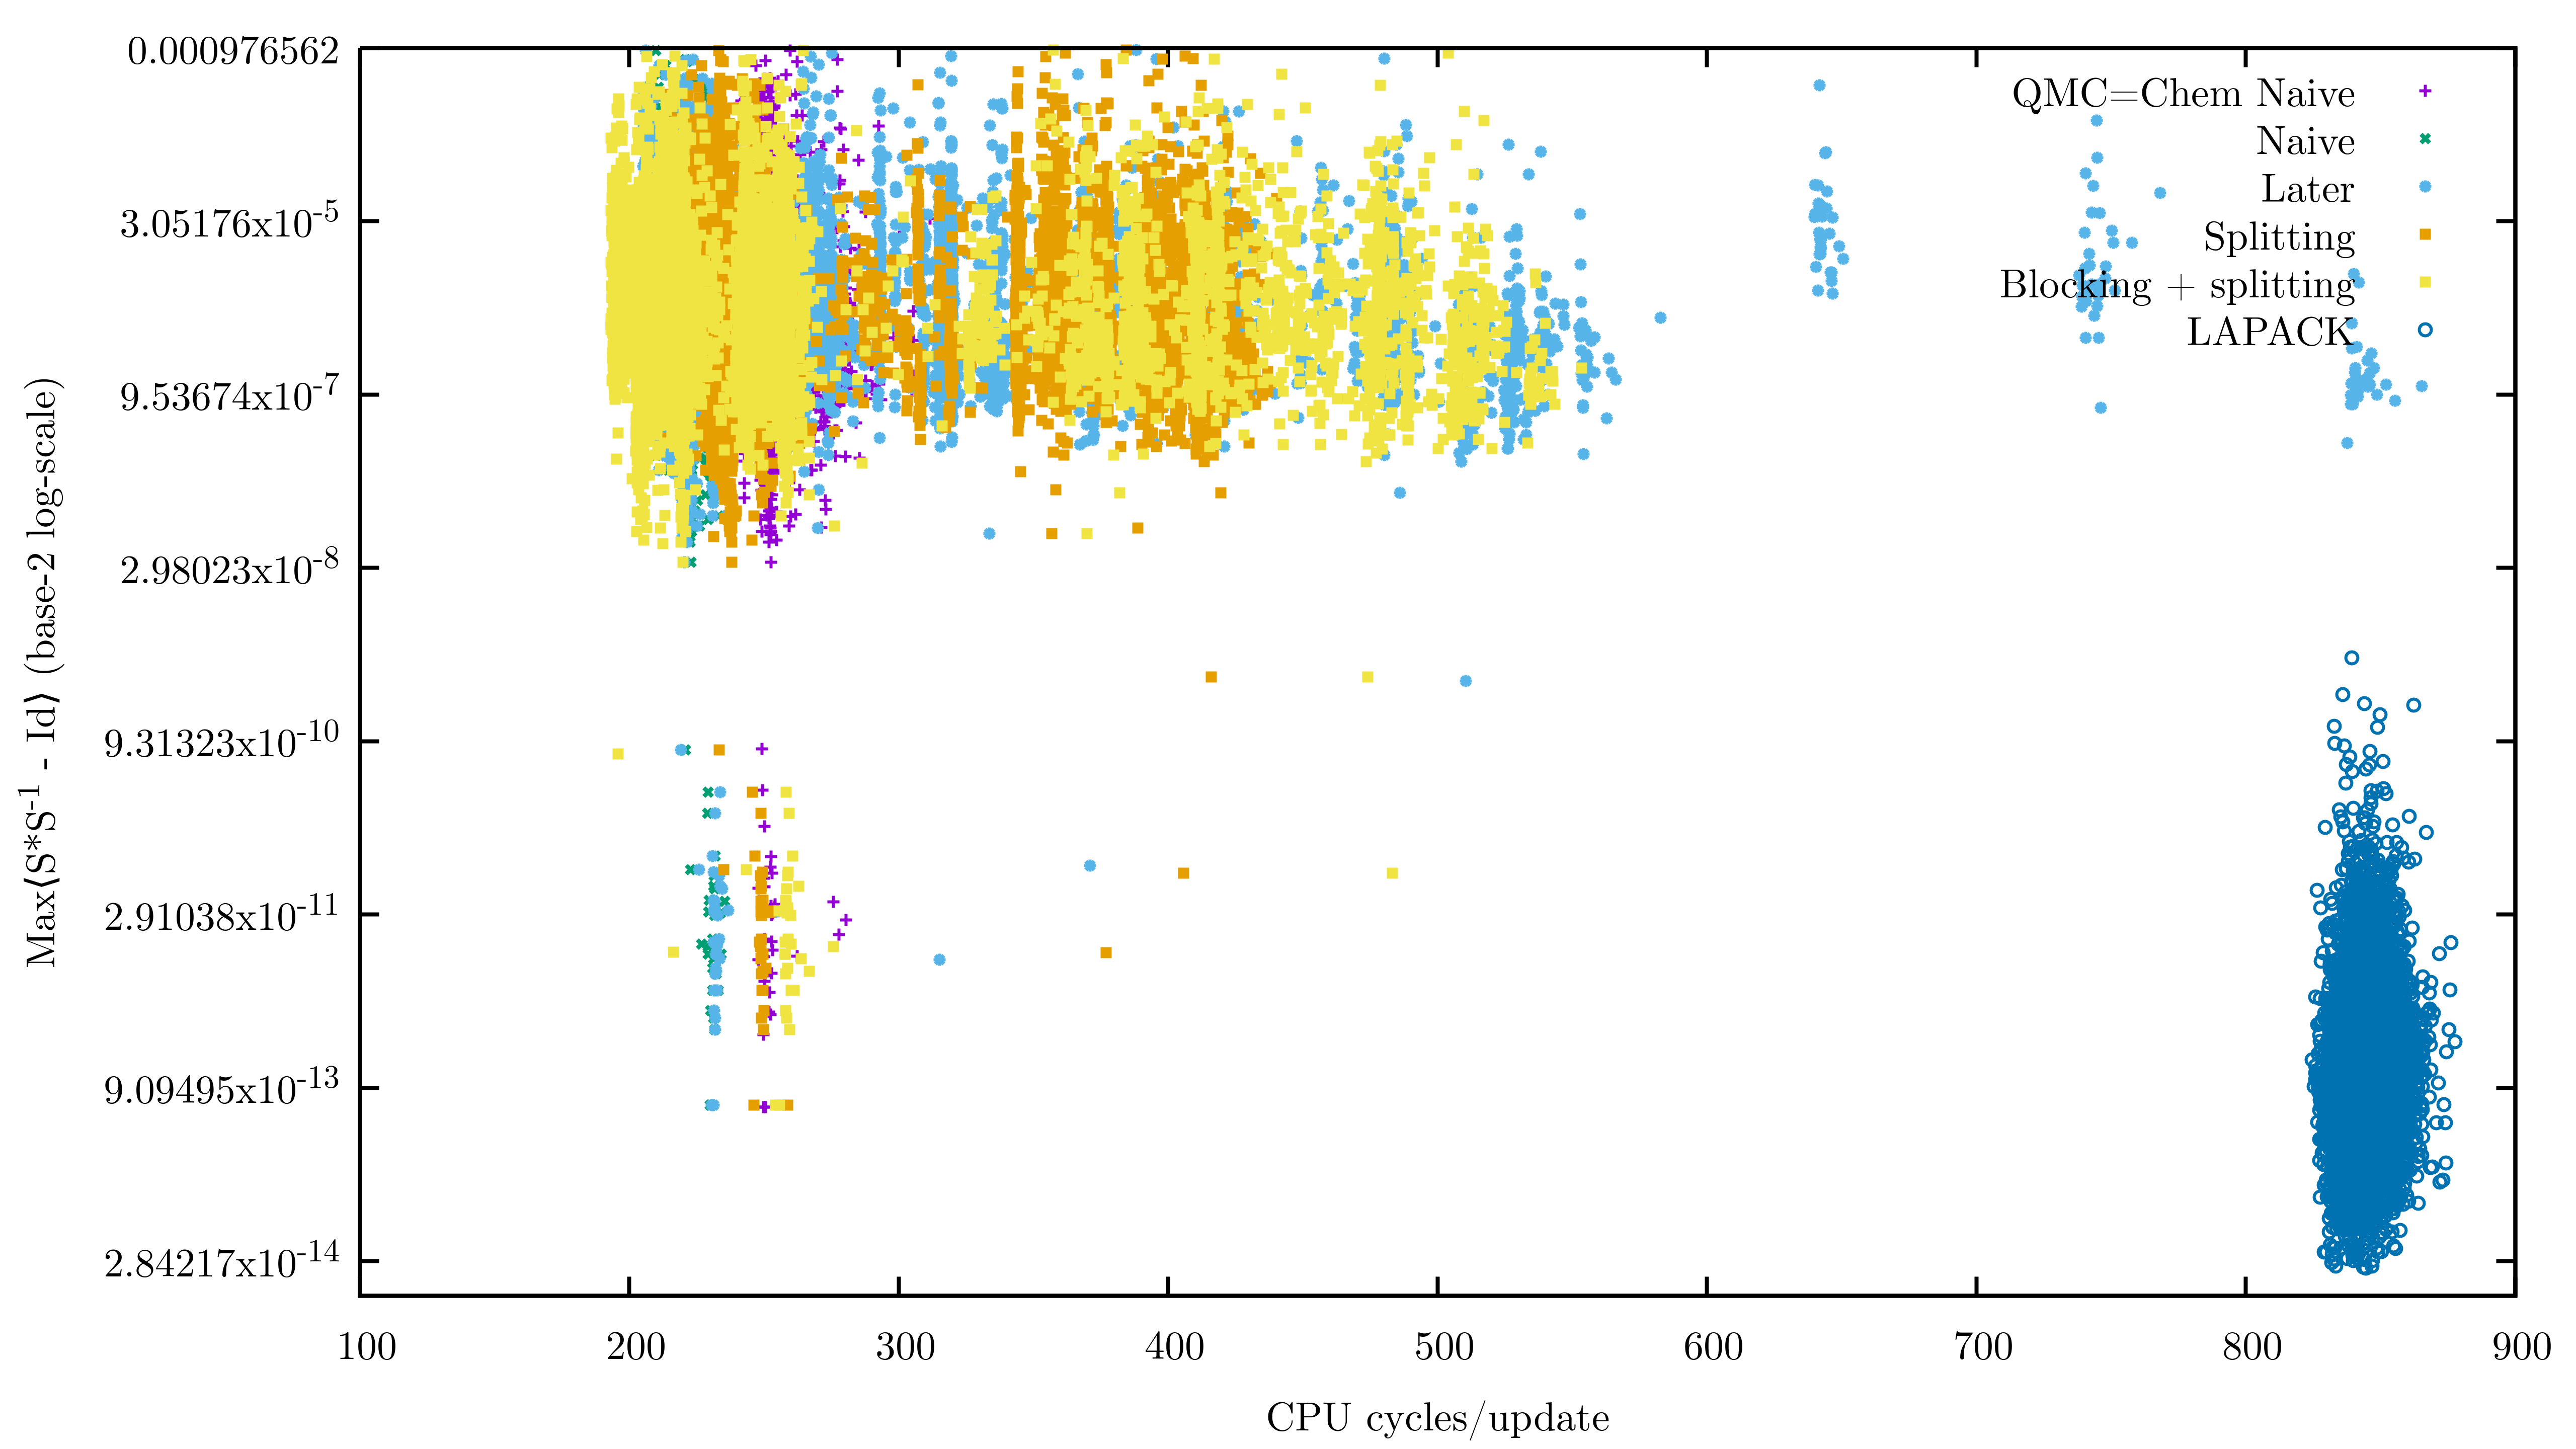 0.000976562
3.05176x10⁻⁵
9.53674x10⁻⁷
2.98023x10⁻⁸
9.31323x10⁻¹⁰
2.91038x10⁻¹¹
9.09495x10⁻¹³
2.84217x10⁻¹⁴
Max⟨S*S⁻¹ - Id⟩ (base-2 log-scale)
QMC=Chem Naive
Naive
Later
Splitting
Blocking + splitting
LAPACK
100 200 300 400 500 600 700 800 900
CPU cycles/update